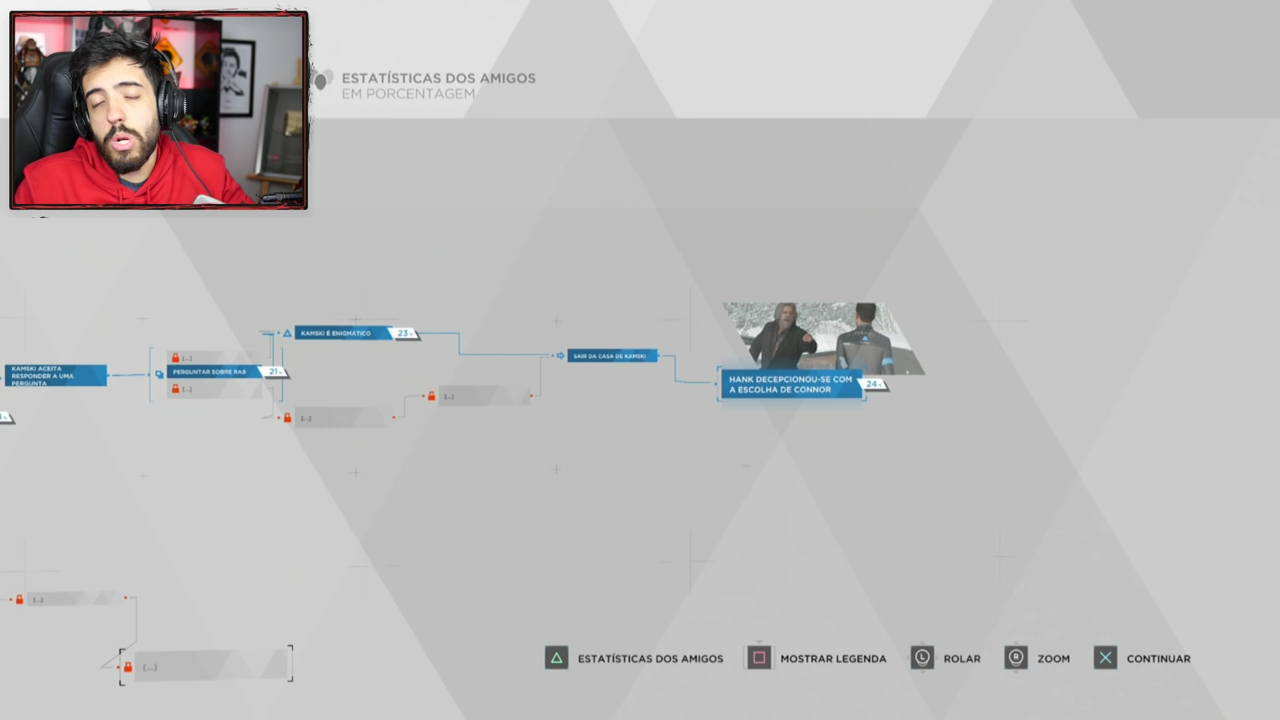 ESTATÍSTICAS DOS AMIGOS
EM PORCENTAGEM
KAMSKI É ENIGMÁTICO
23%
SAIR DA CASA DE KAMSKI
[...]
KAMSKI ACEITA
RESPONDER A UMA
PERGUNTA
PERGUNTAR SOBRE RA9
21%
[...]
HANK DECEPCIONOU-SE COM
A ESCOLHA DE CONNOR
24%
[...]
[...]
[...]
[...]
ESTATÍSTICAS DOS AMIGOS
MOSTRAR LEGENDA
L
ROLAR
R
ZOOM
CONTINUAR